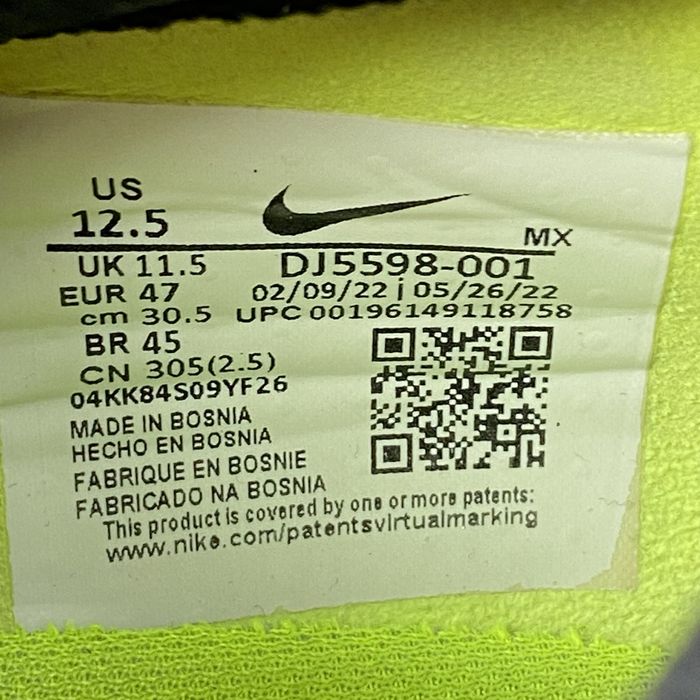 US
12.5
MX
UK 11.5
DJ5598-001
EUR 47
02/09/22 | 05/26/22
cm 30.5
UPC 00196149118758
BR 45
CN 305(2.5)
04KK84S09YF26
MADE IN BOSNIA
HECHO EN BOSNIA
FABRIQUE EN BOSNIE
FABRICADO NA BOSNIA
This product is covered by one or more patents:
www.nike.com/patentsvirtualmarking